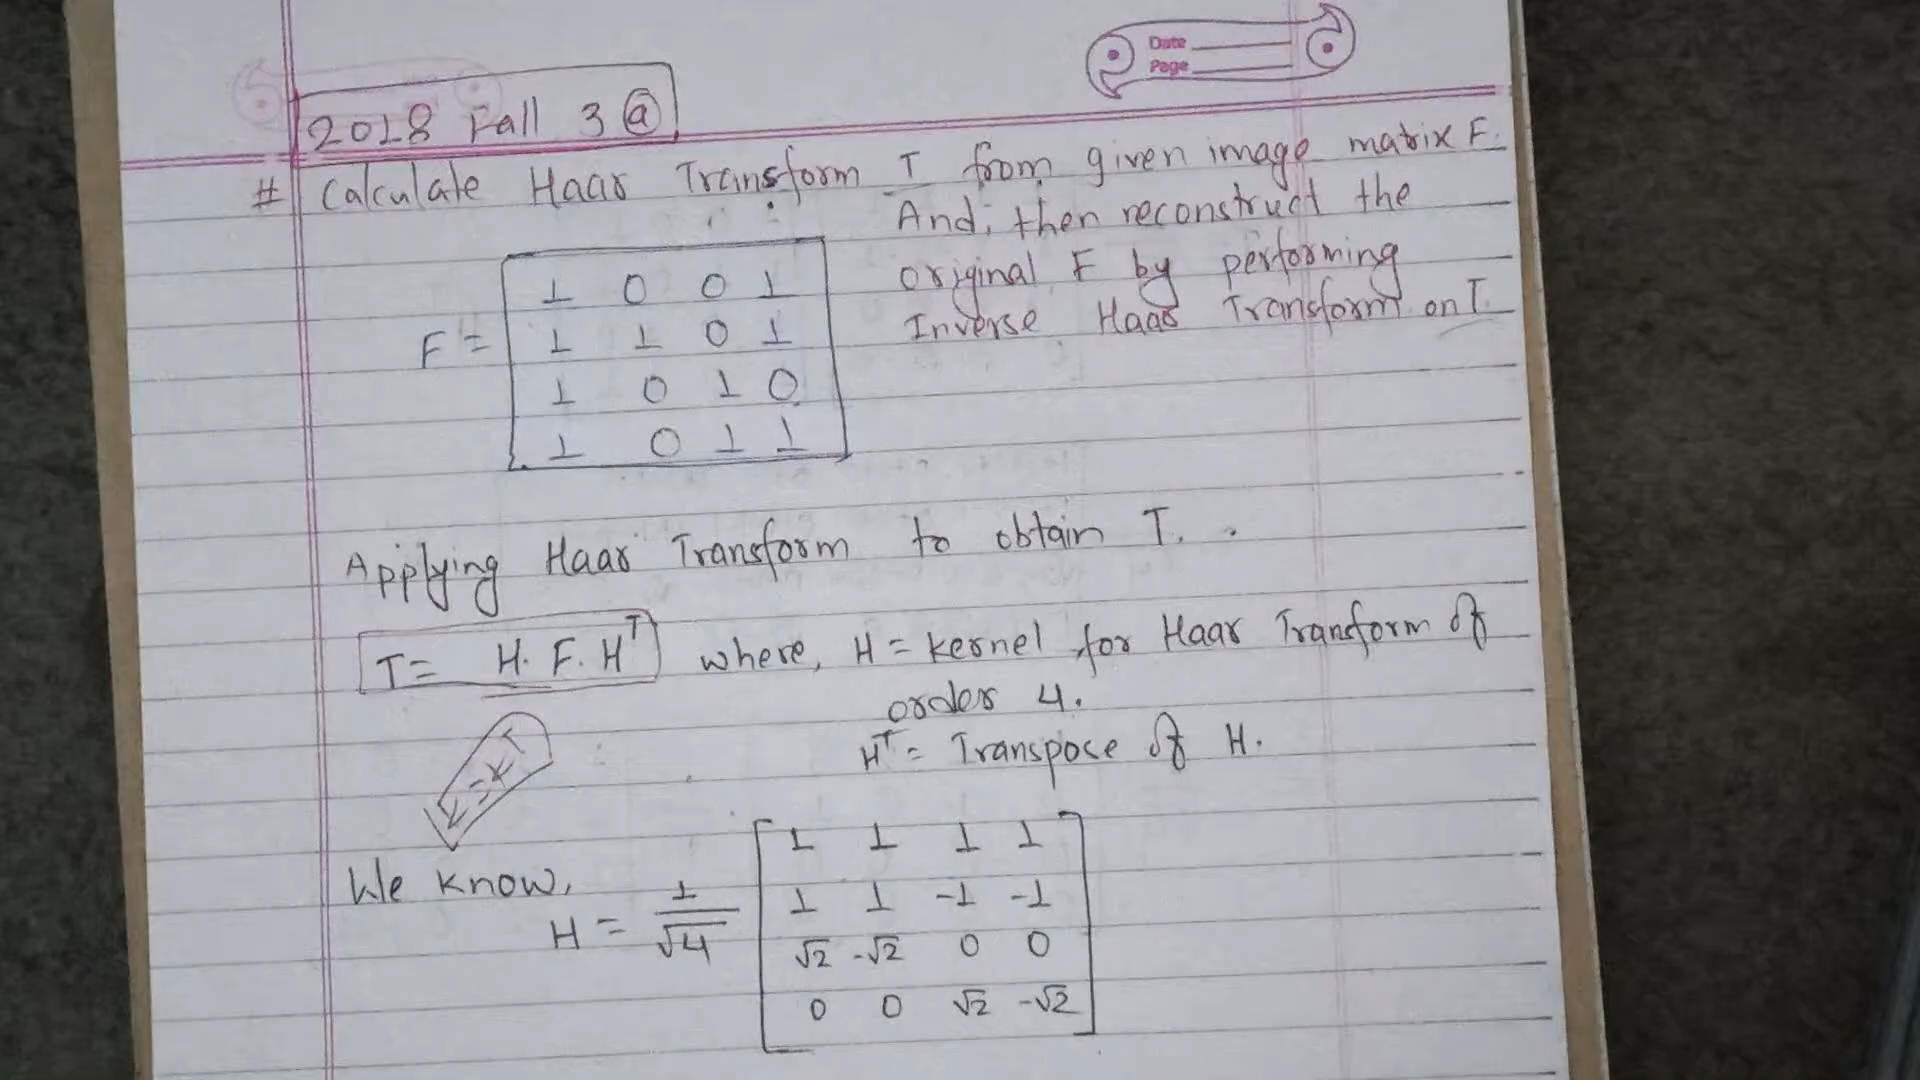 Date
Page
2018 Fall 3 (a)
# Calculate Haar Transform T from given image matrix F.
And, then reconstruct the
original F by performing
Inverse Haar Transform on T.
F =
1 0 0 1
1 1 0 1
1 0 1 0
1 0 1 1
Applying Haar Transform to obtain T.
T = H. F. Hᵀ where, H = kernel for Haar Transform of
order 4.
Hᵀ = Transpose of H.
We know,
H = 1/√4
1 1 1 1
1 1 -1 -1
√2 -√2 0 0
0 0 √2 -√2